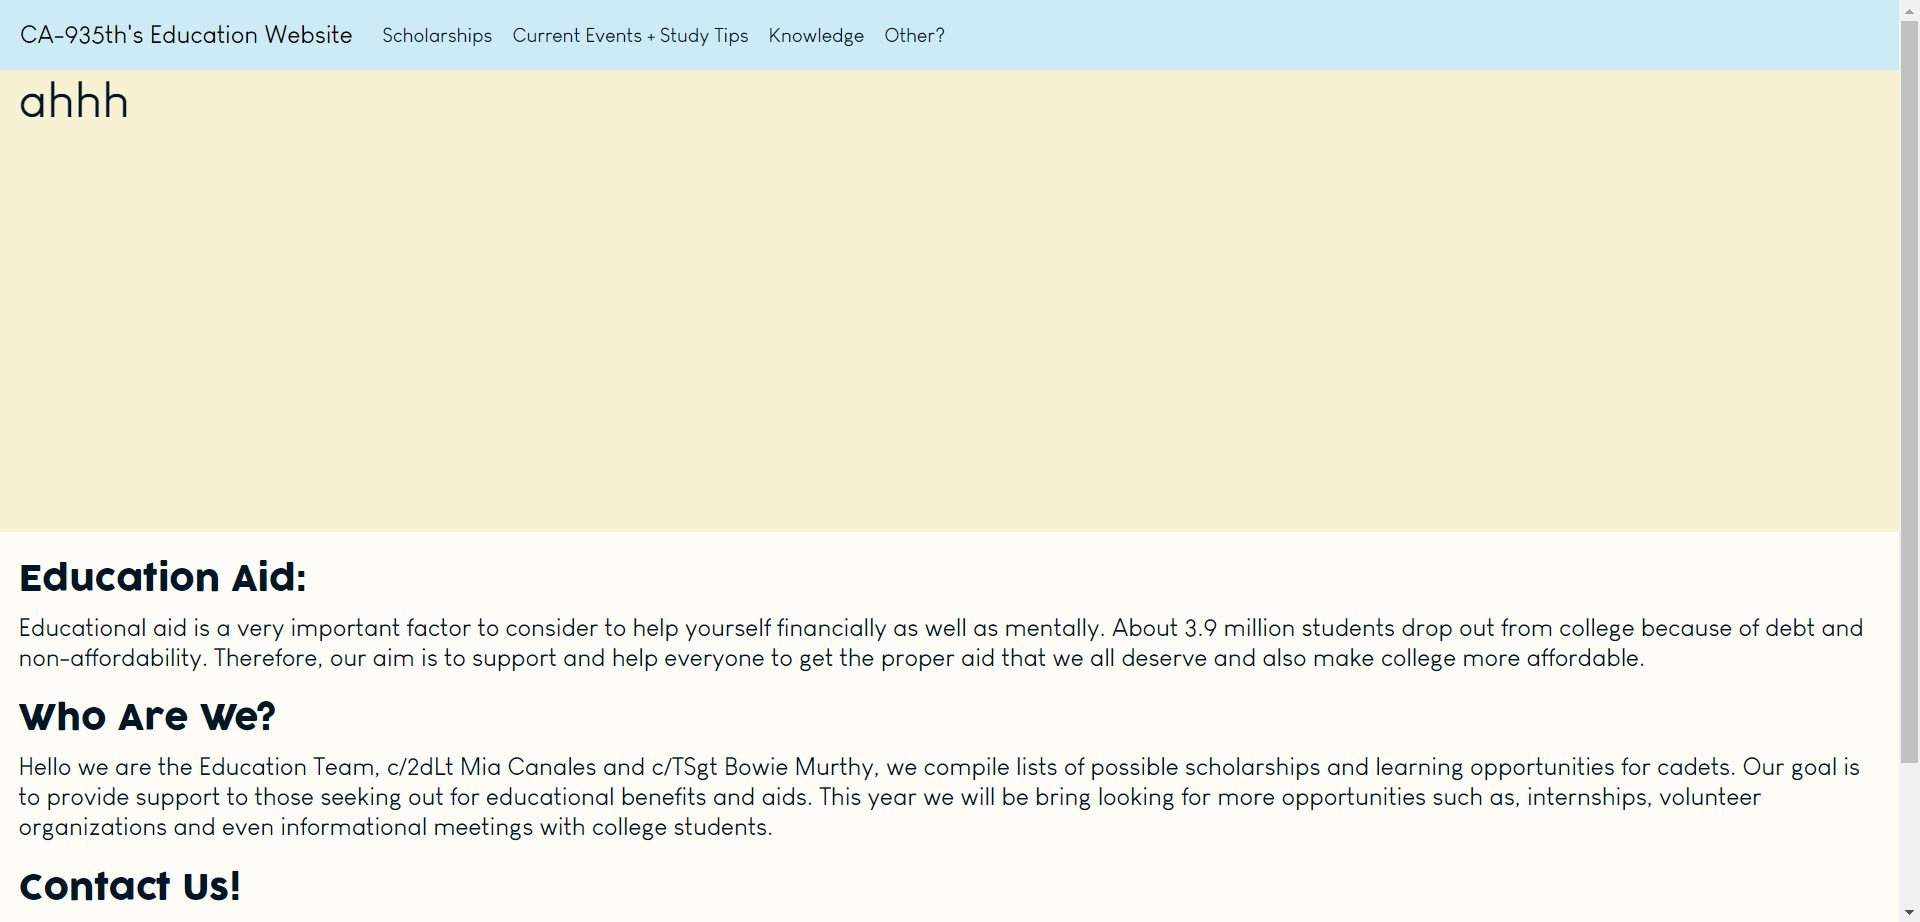 CA-935th's Education Website Scholarships Current Events + Study Tips Knowledge Other?
ahhh
Education Aid:
Educational aid is a very important factor to consider to help yourself financially as well as mentally. About 3.9 million students drop out from college because of debt and
non-affordability. Therefore, our aim is to support and help everyone to get the proper aid that we all deserve and also make college more affordable.
Who Are We?
Hello we are the Education Team, c/2dLt Mia Canales and c/TSgt Bowie Murthy, we compile lists of possible scholarships and learning opportunities for cadets. Our goal is
to provide support to those seeking out for educational benefits and aids. This year we will be bring looking for more opportunities such as, internships, volunteer
organizations and even informational meetings with college students.
Contact Us!